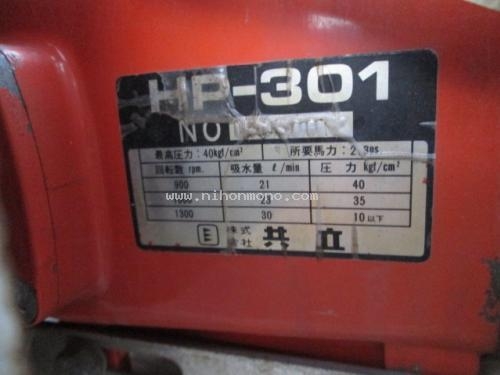 HP-301
最高圧力:40kgf/cm² 所要馬力:2.3PS
回転数 rpm. 吸水量 ℓ/min 圧力 kgf/cm²
900 21 40
35
1300 30 10以下
www.nihonmono.com
株式会社 共立